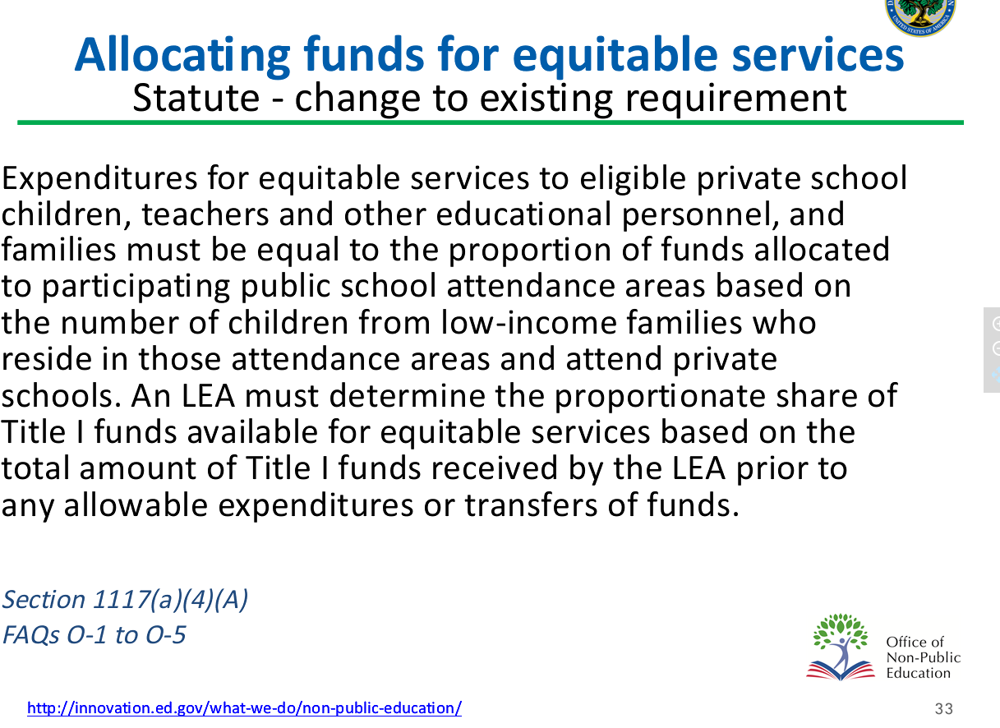 UNITED STATES OF AMERICA
Allocating funds for equitable services
Statute - change to existing requirement
Expenditures for equitable services to eligible private school
children, teachers and other educational personnel, and
families must be equal to the proportion of funds allocated
to participating public school attendance areas based on
the number of children from low-income families who
reside in those attendance areas and attend private
schools. An LEA must determine the proportionate share of
Title I funds available for equitable services based on the
total amount of Title I funds received by the LEA prior to
any allowable expenditures or transfers of funds.
Section 1117(a)(4)(A)
FAQs O-1 to O-5
Office of
Non-Public
Education
http://innovation.ed.gov/what-we-do/non-public-education/
33